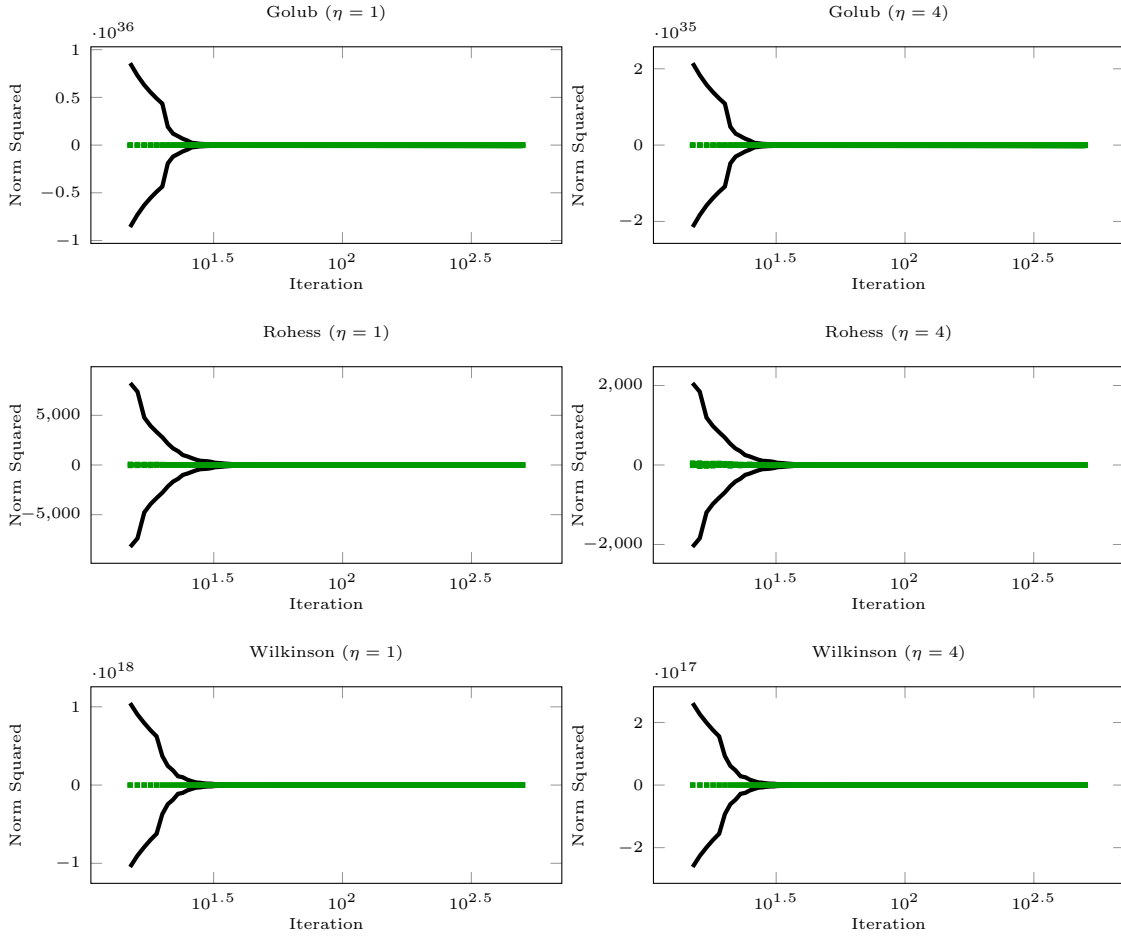 Golub (η = 1)
·10^36
1
0.5
0
−0.5
−1
Norm Squared
10^1.5
10^2
10^2.5
Iteration
Golub (η = 4)
·10^35
2
0
−2
Norm Squared
10^1.5
10^2
10^2.5
Iteration
Rohess (η = 1)
5,000
0
−5,000
Norm Squared
10^1.5
10^2
10^2.5
Iteration
Rohess (η = 4)
2,000
0
−2,000
Norm Squared
10^1.5
10^2
10^2.5
Iteration
Wilkinson (η = 1)
·10^18
1
0
−1
Norm Squared
10^1.5
10^2
10^2.5
Iteration
Wilkinson (η = 4)
·10^17
2
0
−2
Norm Squared
10^1.5
10^2
10^2.5
Iteration